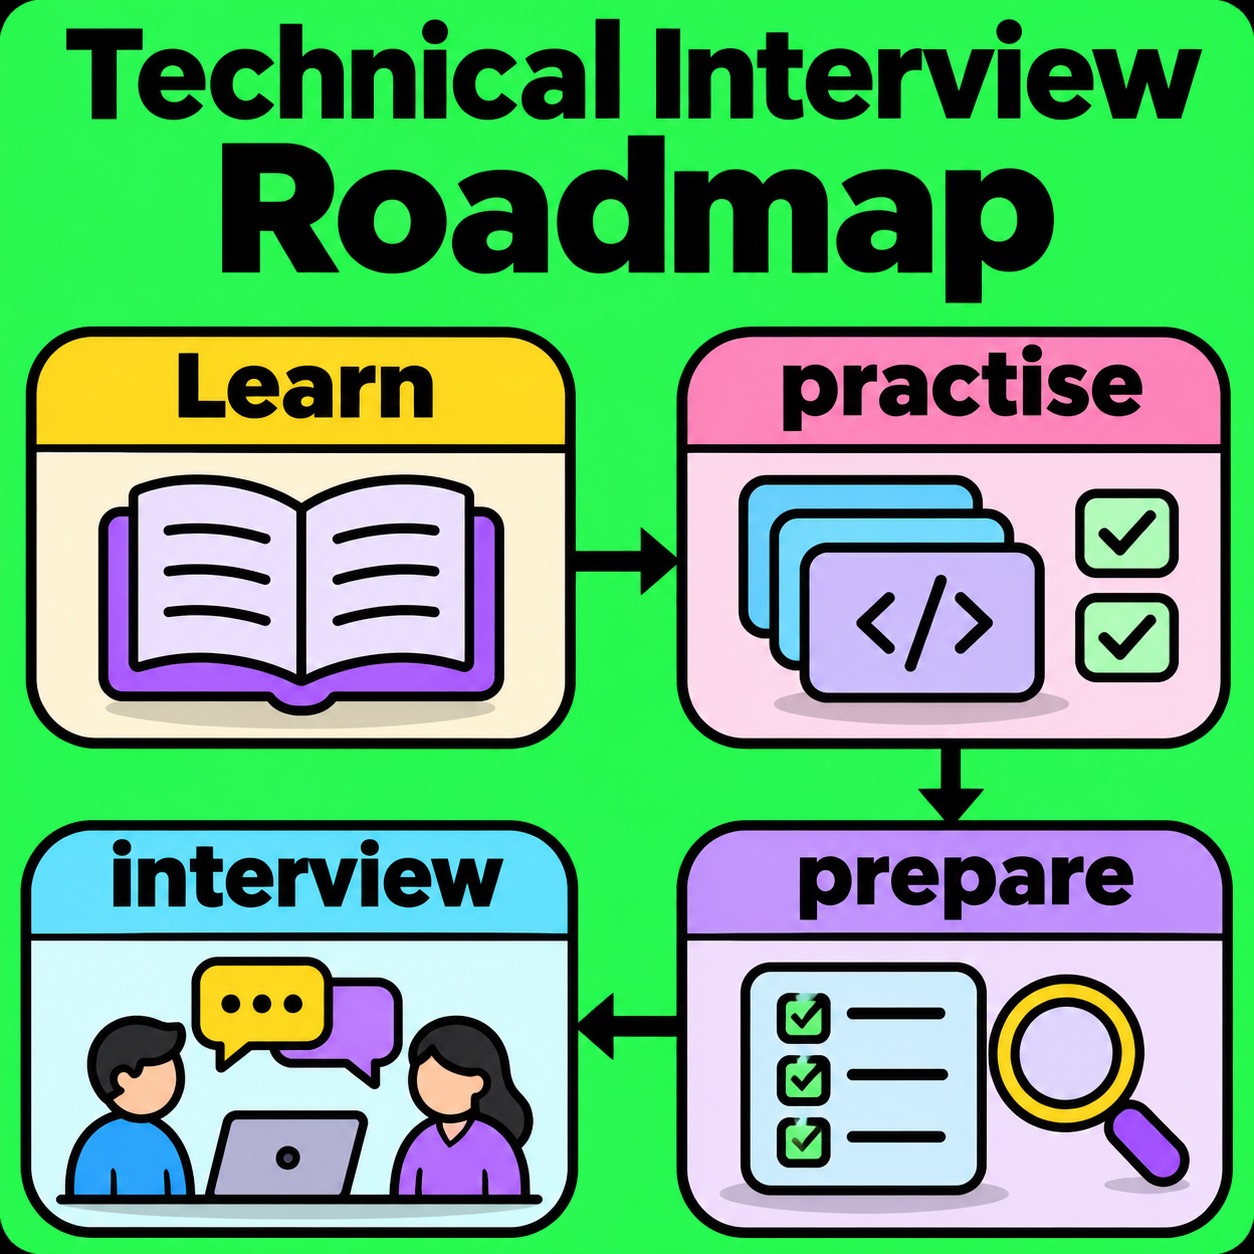 Technical Interview
Roadmap
Learn
practise
</>
interview
prepare